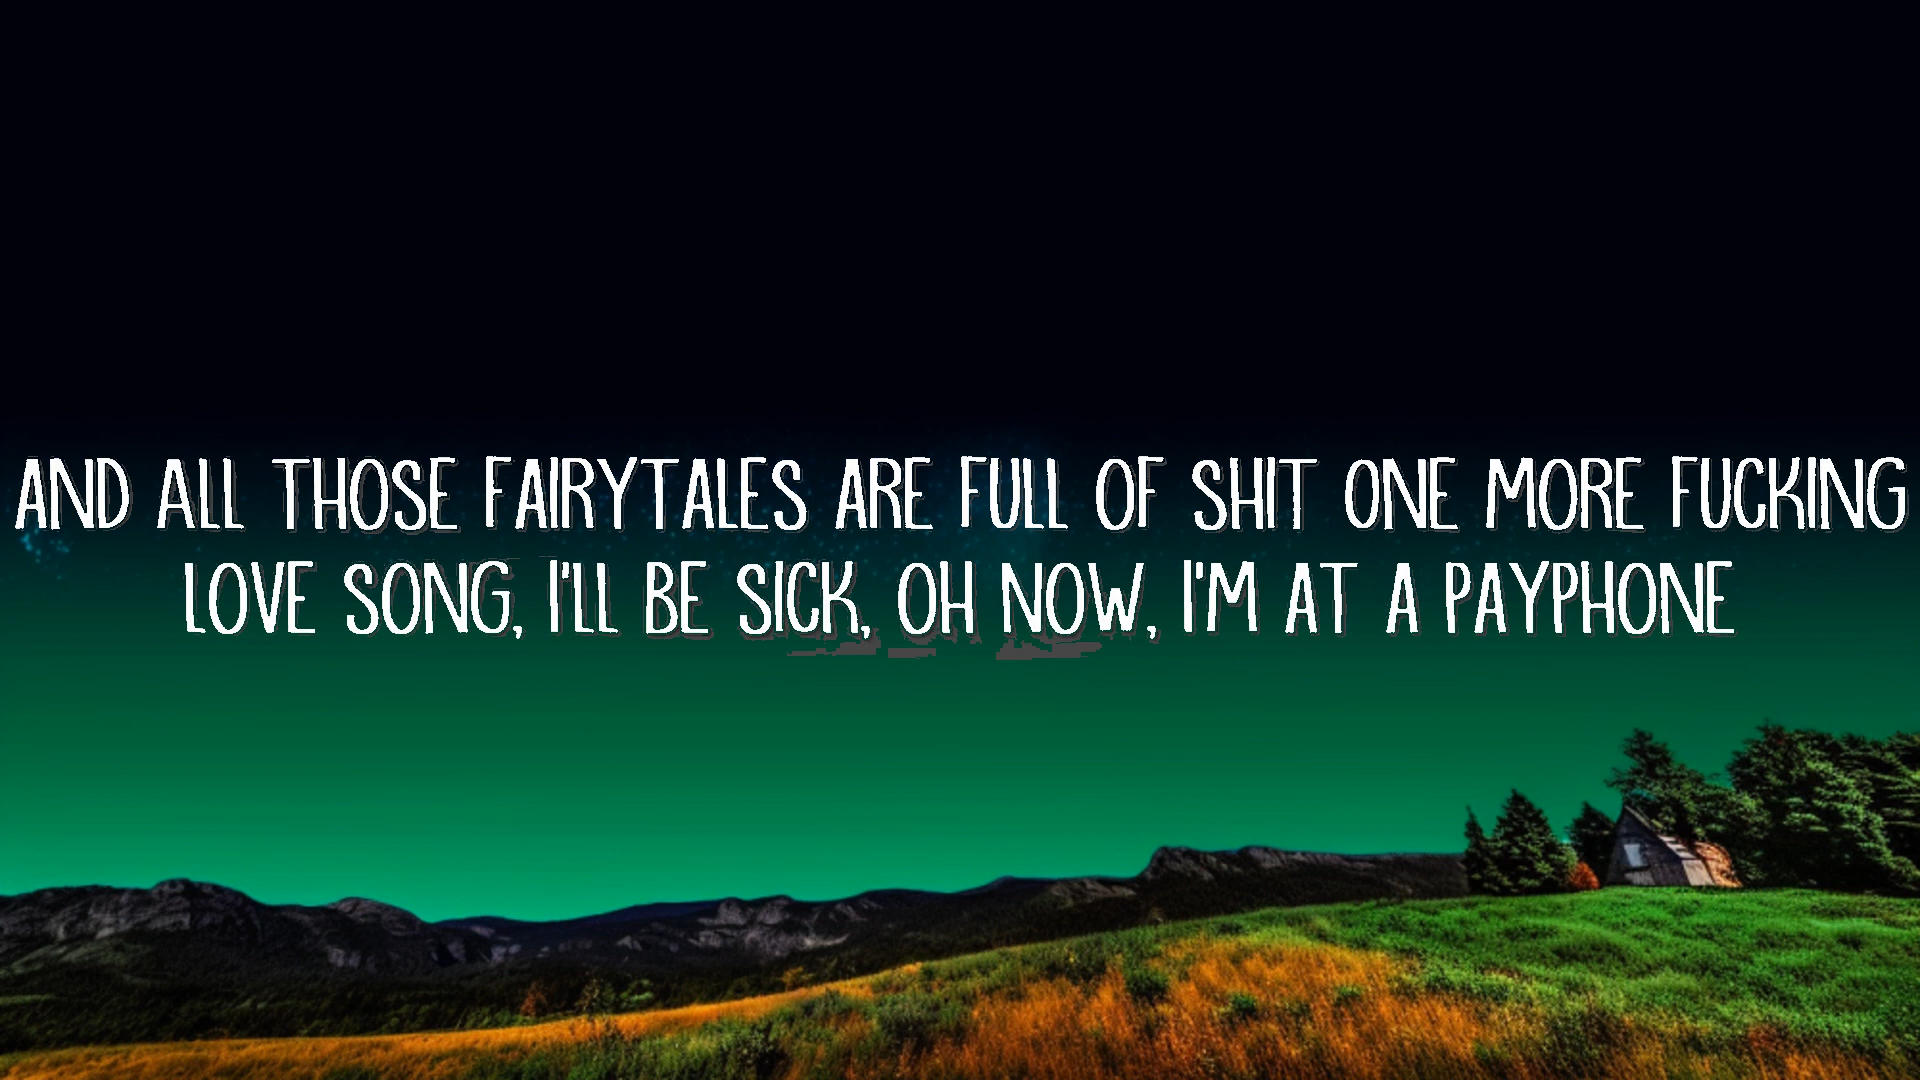 AND ALL THOSE FAIRYTALES ARE FULL OF SHIT ONE MORE FUCKING
LOVE SONG, I'LL BE SICK, OH NOW, I'M AT A PAYPHONE